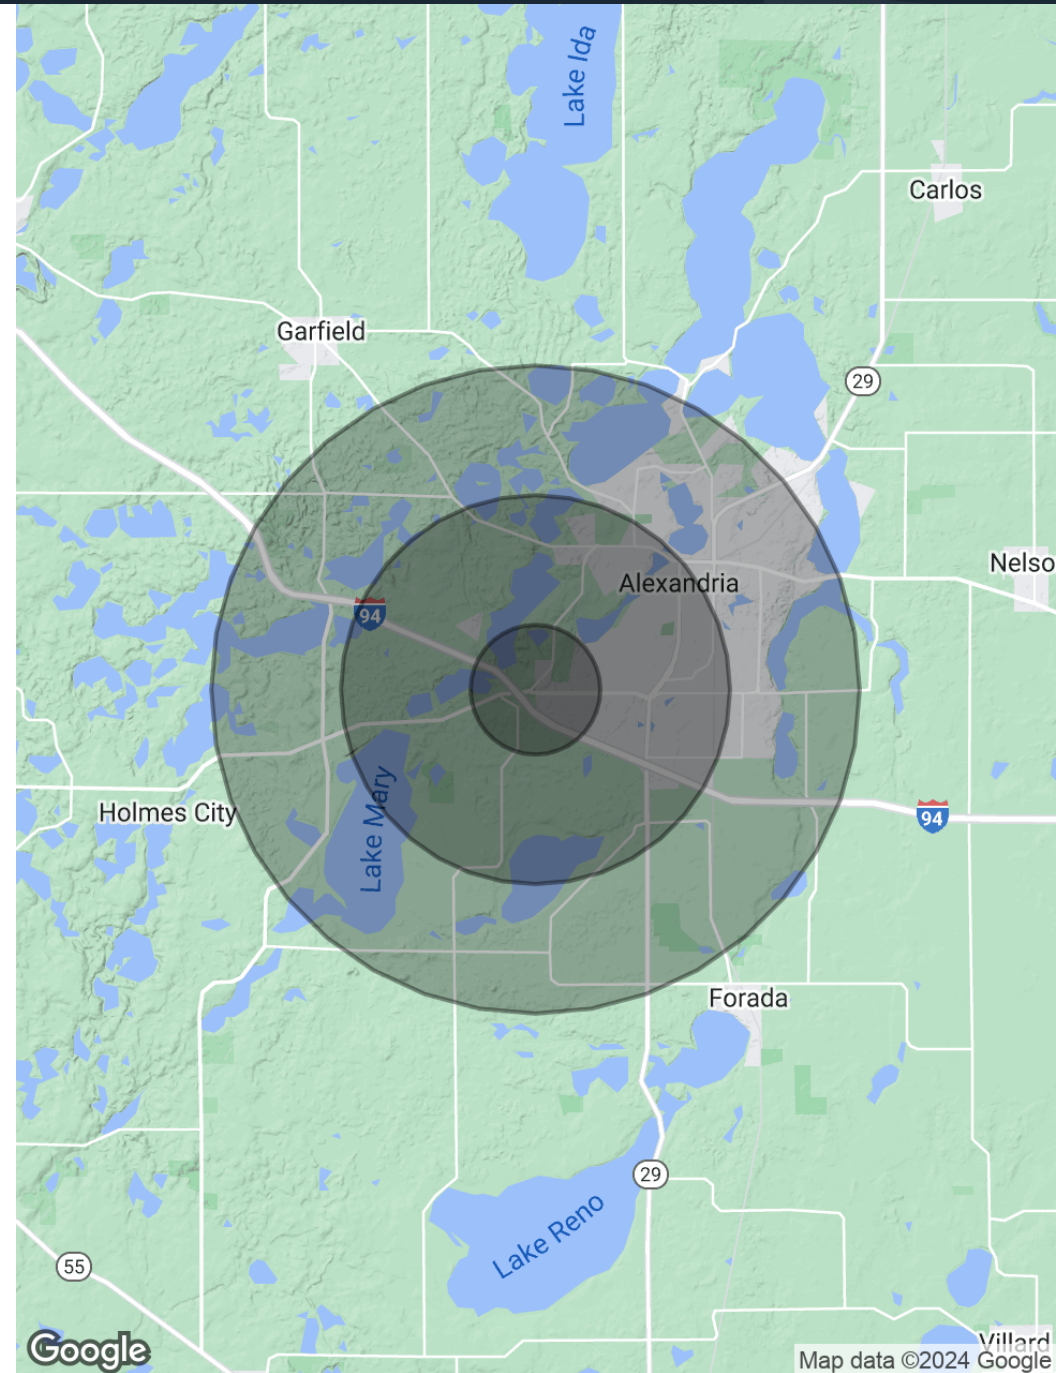 Lake Ida
Carlos
Garfield
29
Nelso
Alexandria
94
Lake Mary
Holmes City
94
Forada
29
Lake Reno
55
Villard
Google
Map data ©2024 Google